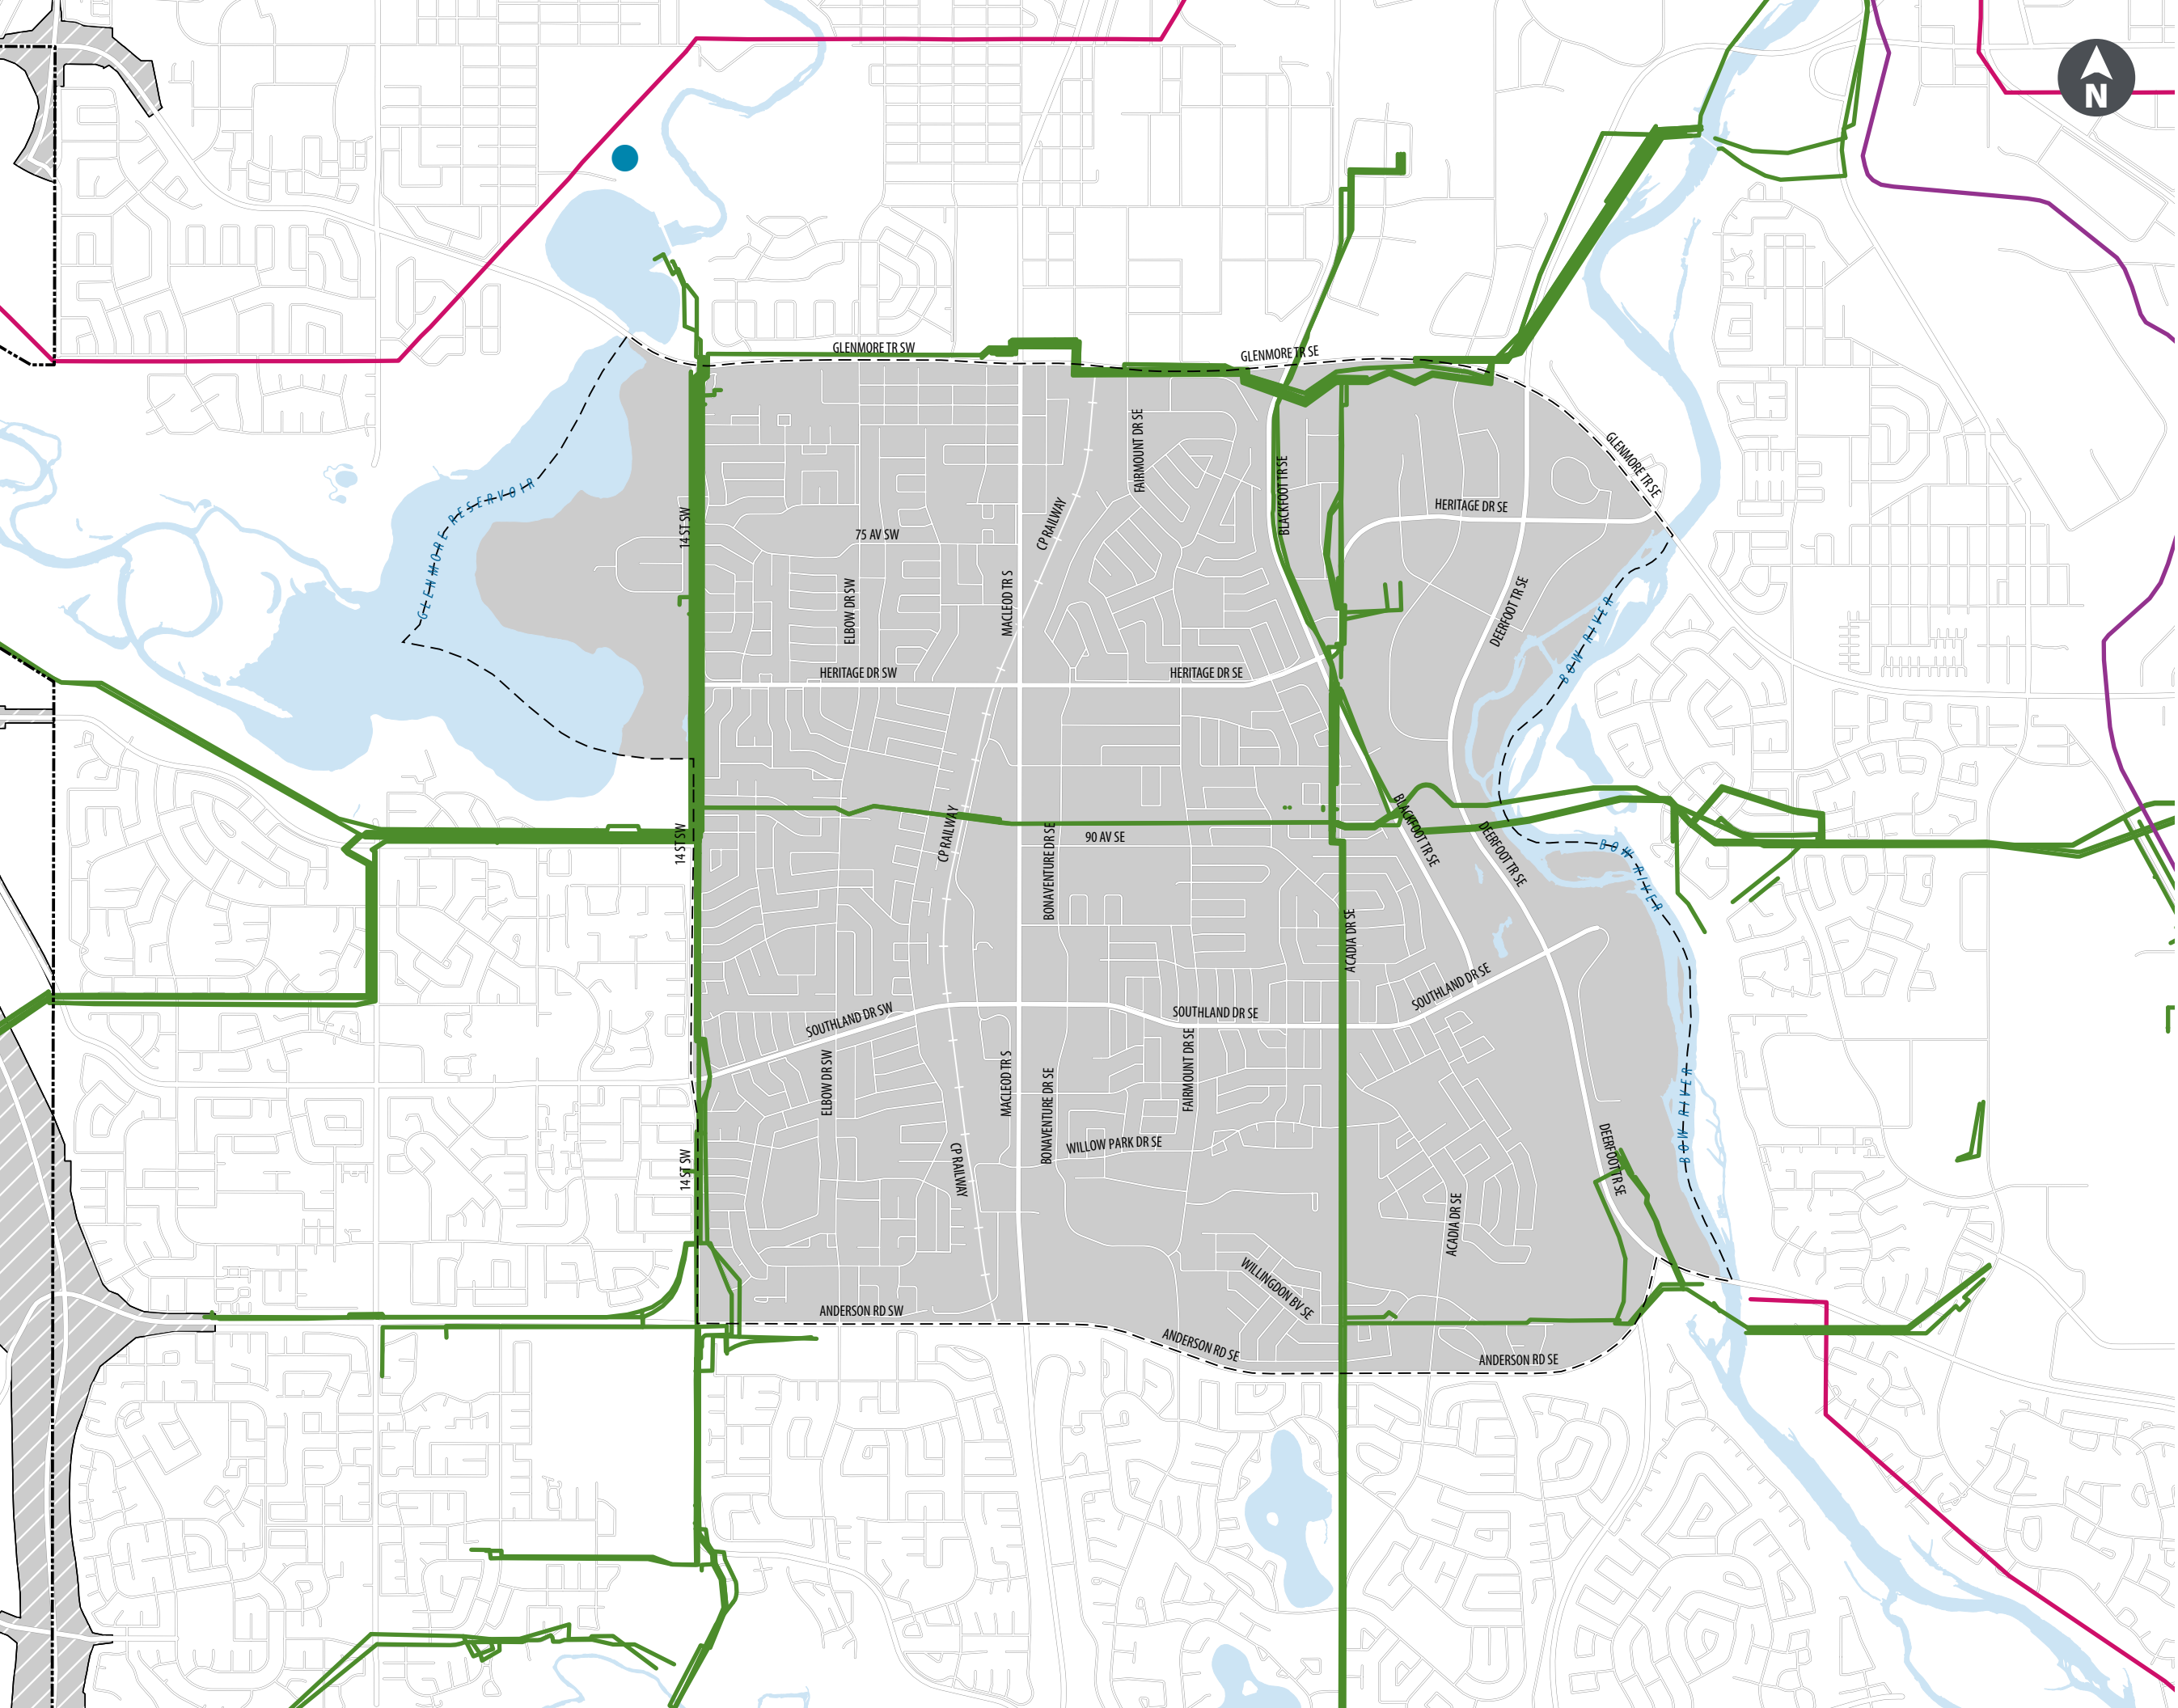 N
GLENMORE TR SW
GLENMORE TR SE
GLENMORE TR SE
FAIRMOUNT DR SE
BLACKFOOT TR SE
HERITAGE DR SE
GLENMORE RESERVOIR
14 ST SW
75 AV SW
CP RAILWAY
ELBOW DR SW
MACLEOD TR S
DEERFOOT TR SE
BOW RIVER
HERITAGE DR SW
HERITAGE DR SE
14 ST SW
CP RAILWAY
90 AV SE
BONAVENTURE DR SE
BLACKFOOT TR SE
DEERFOOT TR SE
BOW RIVER
ACADIA DR SE
SOUTHLAND DR SW
SOUTHLAND DR SE
SOUTHLAND DR SE
ELBOW DR SW
MACLEOD TR S
BONAVENTURE DR SE
FAIRMOUNT DR SE
BOW RIVER
WILLOW PARK DR SE
14 ST SW
CP RAILWAY
DEERFOOT TR SE
ACADIA DR SE
WILLINGDON BV SE
ANDERSON RD SW
ANDERSON RD SE
ANDERSON RD SE